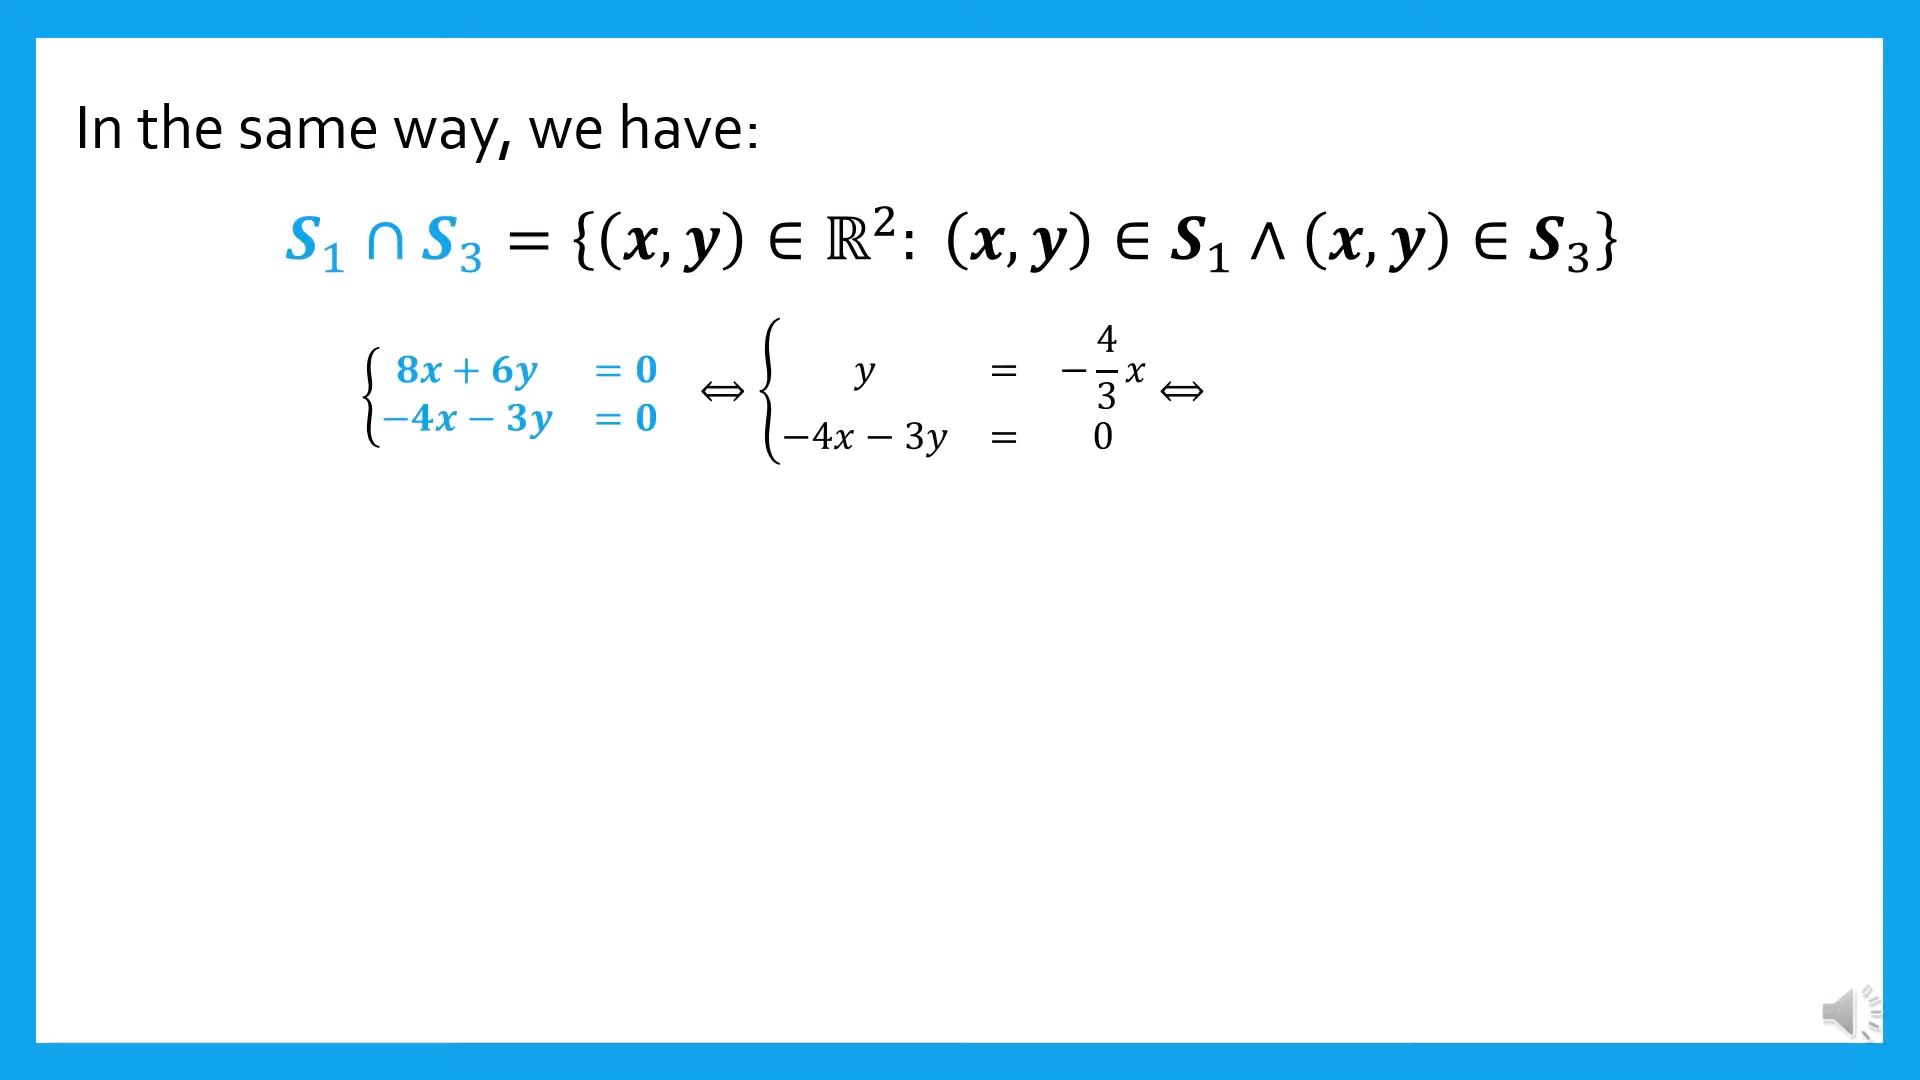 In the same way, we have:
𝑺₁ ∩ 𝑺₃ = {(𝒙, 𝒚) ∈ ℝ²: (𝒙, 𝒚) ∈ 𝑺₁ ∧ (𝒙, 𝒚) ∈ 𝑺₃}
{ 8x + 6y = 0 ⇔ { y = −4/3 x ⇔
−4x − 3y = 0 −4x − 3y = 0